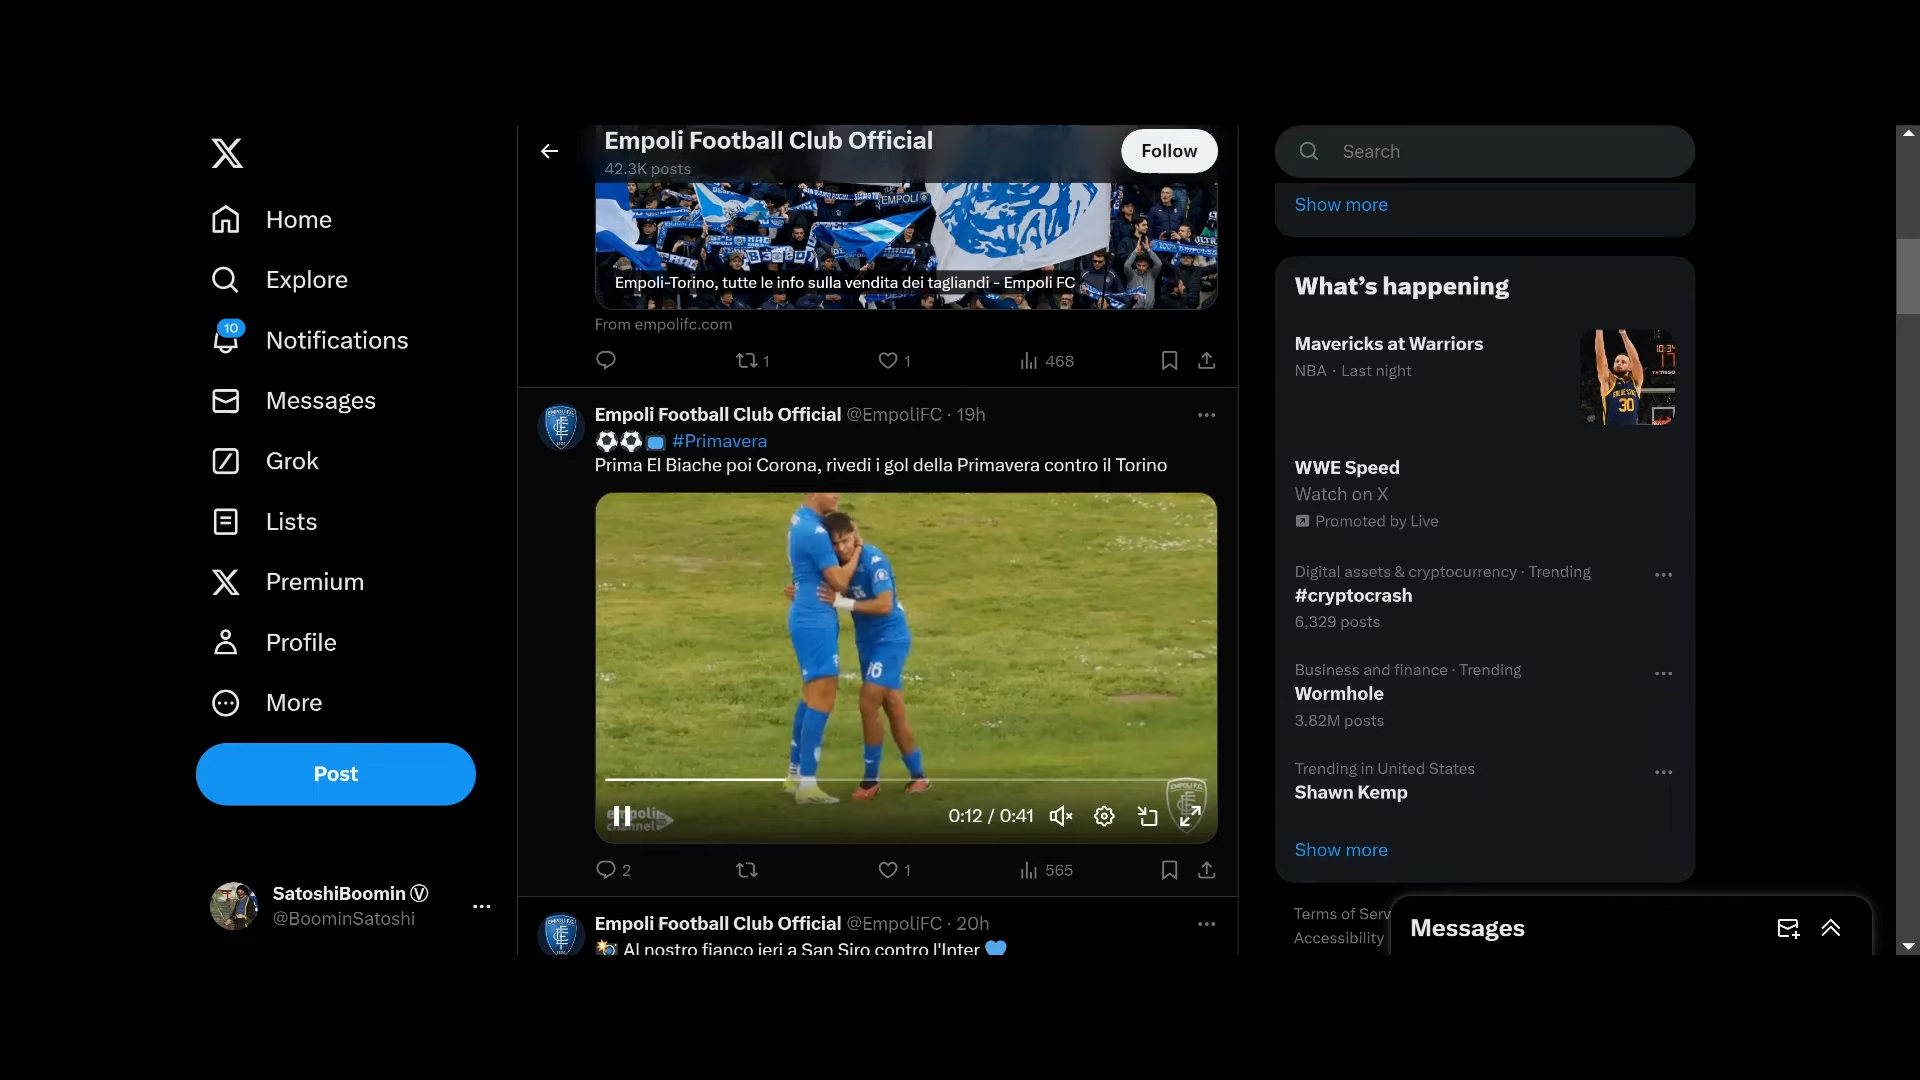 Home
Explore
10
Notifications
Messages
Grok
Lists
Premium
Profile
More
Post
SatoshiBoomin Ⓥ
@BoominSatoshi
Empoli Football Club Official
42.3K posts
Follow
EMPOLI
Empoli-Torino, tutte le info sulla vendita dei tagliandi - Empoli FC
From empolifc.com
1
1
468
Empoli Football Club Official @EmpoliFC · 19h
#Primavera
Prima El Biache poi Corona, rivedi i gol della Primavera contro il Torino
empoli
channel
0:12 / 0:41
EMPOLI F.C.
2
1
565
Empoli Football Club Official @EmpoliFC · 20h
Al nostro fianco ieri a San Siro contro l'Inter
Search
Show more
What's happening
Mavericks at Warriors
NBA · Last night
30
WWE Speed
Watch on X
Promoted by Live
Digital assets & cryptocurrency · Trending
#cryptocrash
6,329 posts
Business and finance · Trending
Wormhole
3.82M posts
Trending in United States
Shawn Kemp
Show more
Terms of Serv
Accessibility
Messages